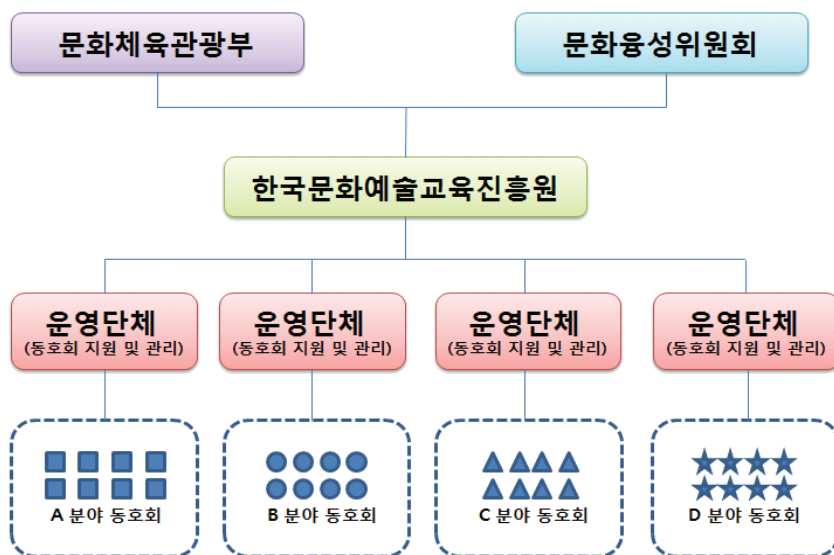 문화체육관광부
문화융성위원회
한국문화예술교육진흥원
운영단체
(동호회 지원 및 관리)
운영단체
(동호회 지원 및 관리)
운영단체
(동호회 지원 및 관리)
운영단체
(동호회 지원 및 관리)
A 분야 동호회
B 분야 동호회
C 분야 동호회
D 분야 동호회